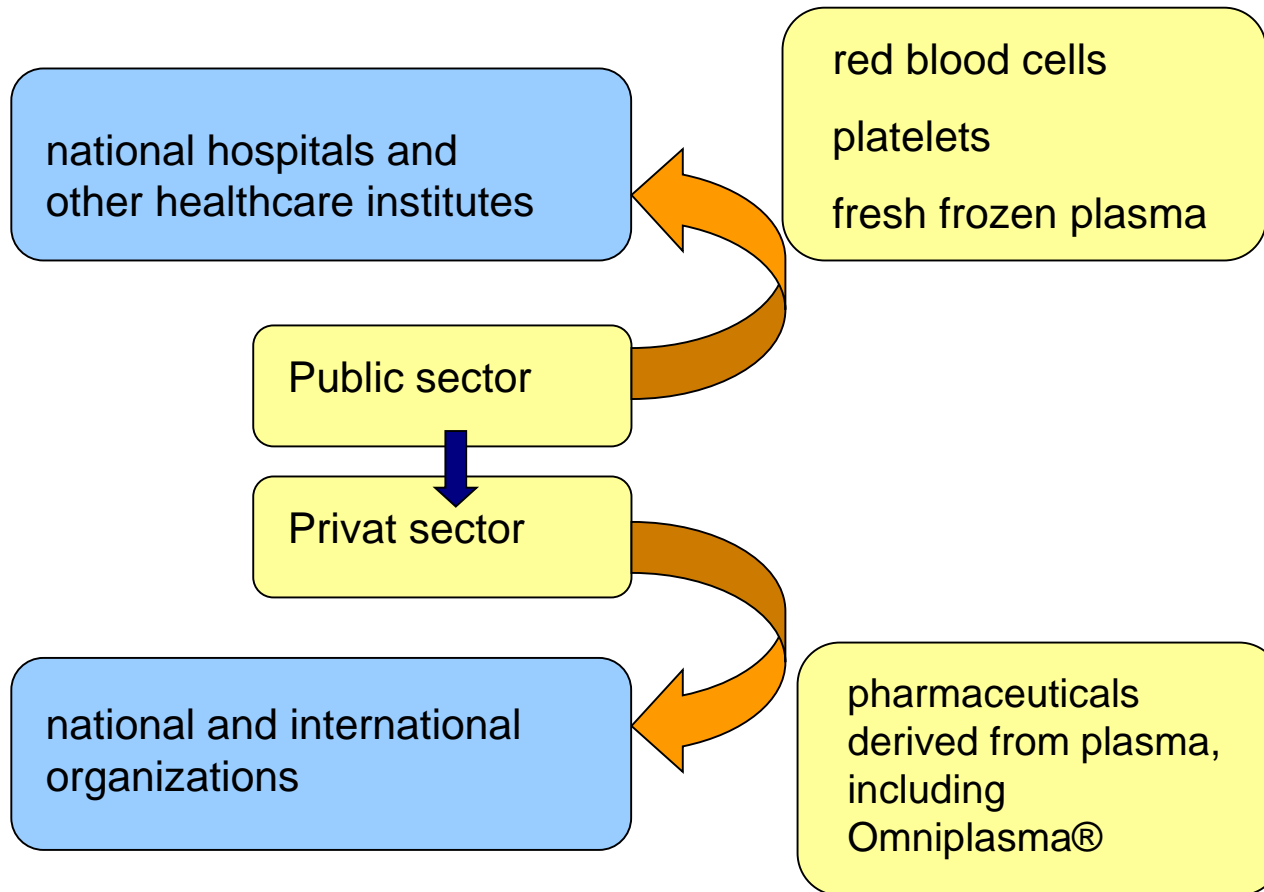 red blood cells
platelets
fresh frozen plasma
national hospitals and
other healthcare institutes
Public sector
Privat sector
national and international
organizations
pharmaceuticals
derived from plasma,
including
Omniplasma®